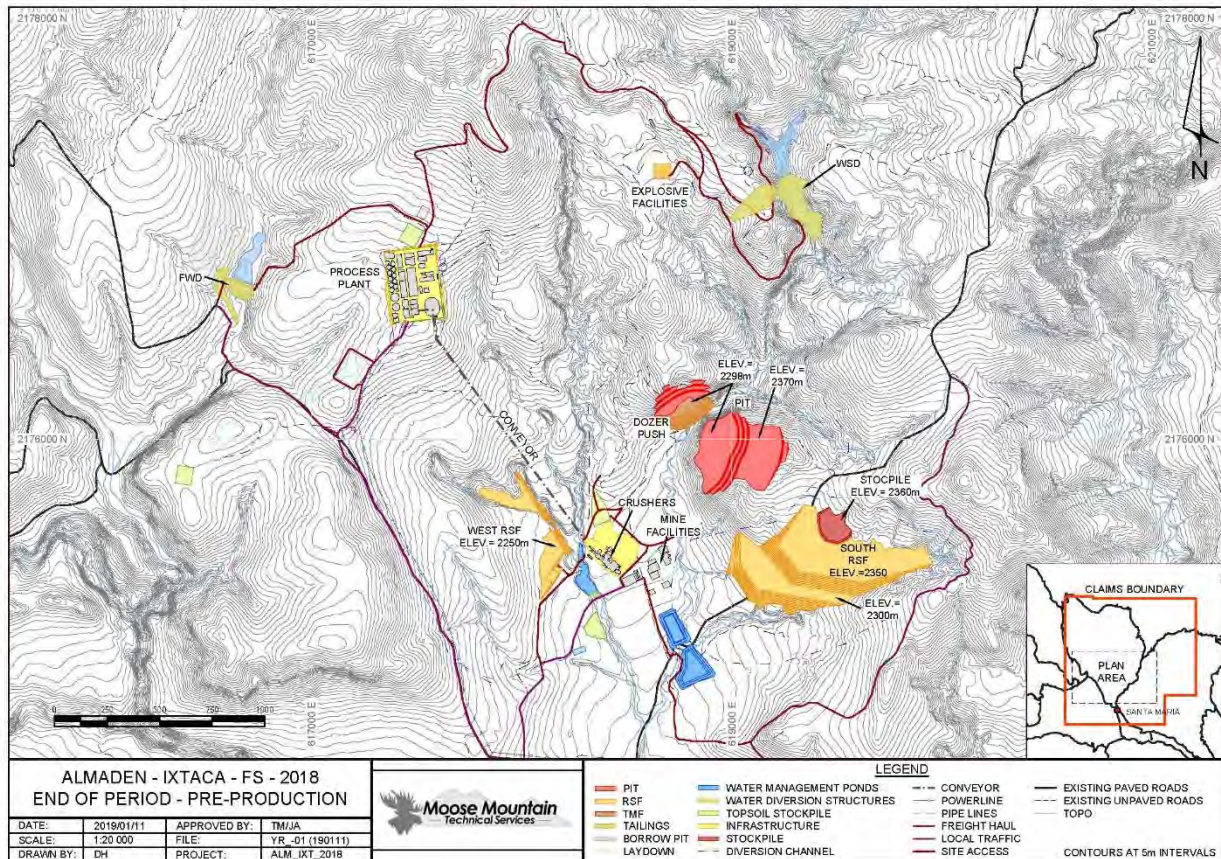 2178000 N
617000 E
619000 E
621000 E
2178000 N
N
WSD
EXPLOSIVE
FACILITIES
FWD
PROCESS
PLANT
ELEV.=
2298m
ELEV.=
2370m
PIT
DOZER
PUSH
2176000 N
2176000 N
CONVEYOR
STOCPILE
ELEV.= 2360m
CRUSHERS
MINE
FACILITIES
WEST RSF
ELEV = 2250m
SOUTH
RSF
ELEV.=2350
ELEV.=
2300m
CLAIMS BOUNDARY
PLAN
AREA
SANTA MARIA
0 250 500 1000
617000 E
619000 E
ALMADEN - IXTACA - FS - 2018
END OF PERIOD - PRE-PRODUCTION
DATE: 2019/01/11 APPROVED BY: TM/JA
SCALE: 1:20 000 FILE: YR_-01 (190111)
DRAWN BY: DH PROJECT: ALM_IXT_2018
Moose Mountain
Technical Services
LEGEND
PIT
RSF
TMF
TAILINGS
BORROW PIT
LAYDOWN
WATER MANAGEMENT PONDS
WATER DIVERSION STRUCTURES
TOPSOIL STOCKPILE
INFRASTRUCTURE
STOCKPILE
DIVERSION CHANNEL
CONVEYOR
POWERLINE
PIPE LINES
FREIGHT HAUL
LOCAL TRAFFIC
SITE ACCESS
EXISTING PAVED ROADS
EXISTING UNPAVED ROADS
TOPO
CONTOURS AT 5m INTERVALS